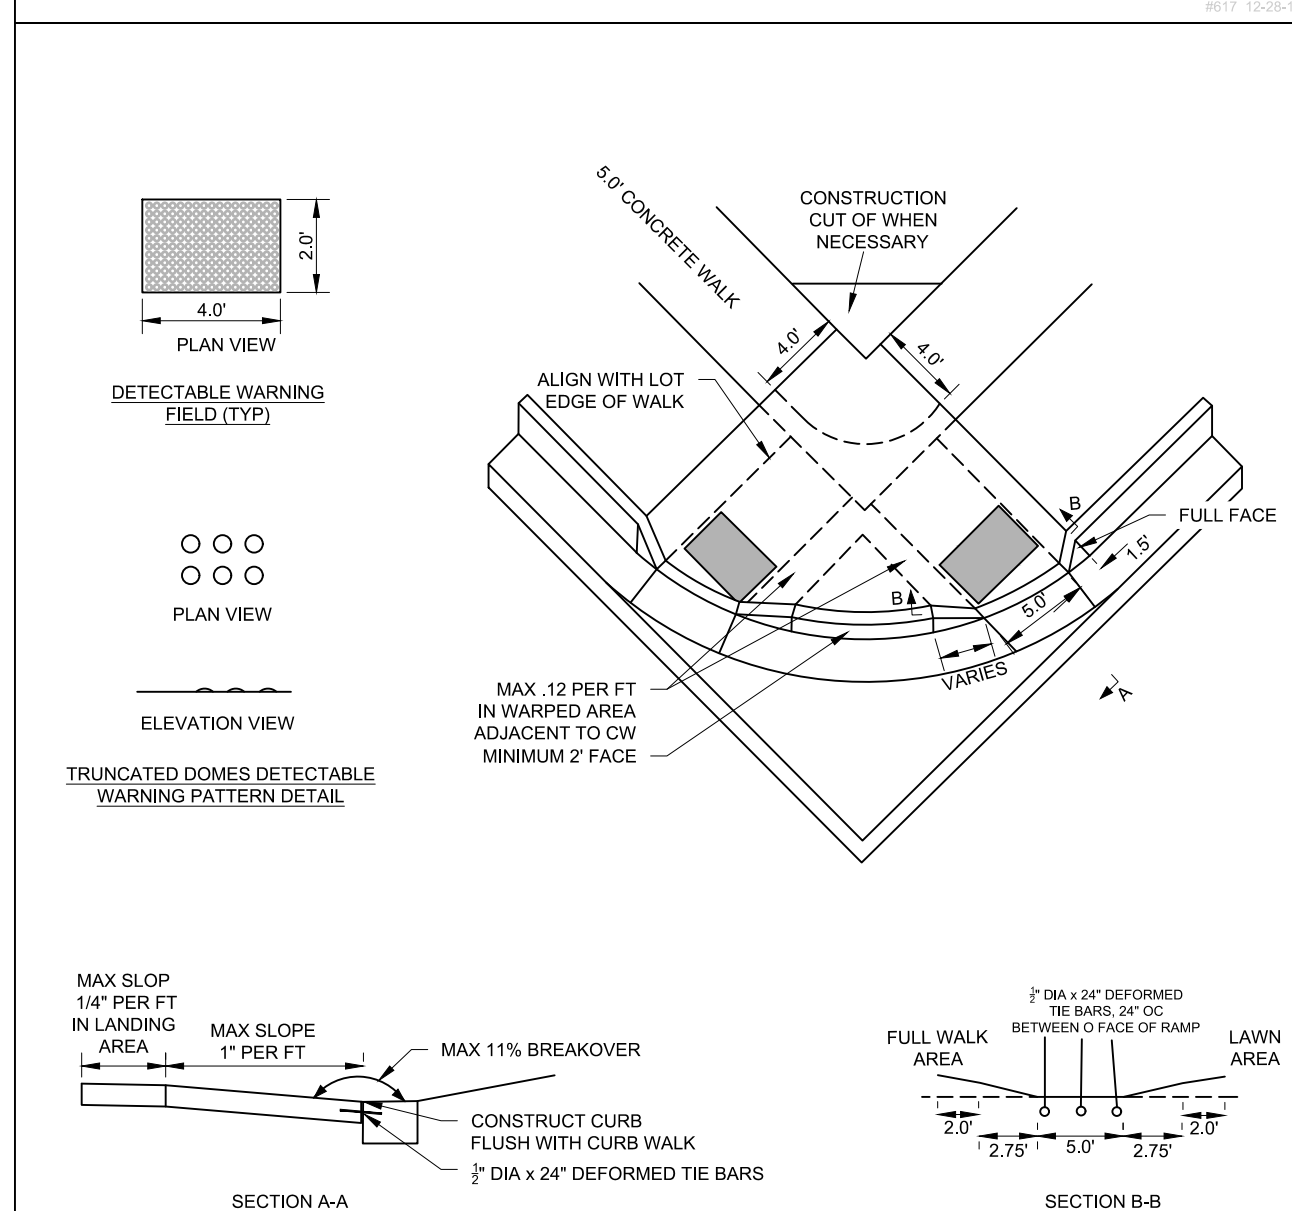 #617 12-28-1
5.0' CONCRETE WALK
CONSTRUCTION
CUT OF WHEN
NECESSARY
2.0'
4.0'
PLAN VIEW
DETECTABLE WARNING
FIELD (TYP)
4.0'
4.0'
ALIGN WITH LOT
EDGE OF WALK
B
FULL FACE
1.5'
PLAN VIEW
B
5.0'
VARIES
A
MAX .12 PER FT
IN WARPED AREA
ADJACENT TO CW
MINIMUM 2' FACE
ELEVATION VIEW
TRUNCATED DOMES DETECTABLE
WARNING PATTERN DETAIL
MAX SLOP
1/4" PER FT
IN LANDING
AREA
MAX SLOPE
1" PER FT
MAX 11% BREAKOVER
CONSTRUCT CURB
FLUSH WITH CURB WALK
½" DIA x 24" DEFORMED TIE BARS
SECTION A-A
½" DIA x 24" DEFORMED
TIE BARS, 24" OC
BETWEEN O FACE OF RAMP
FULL WALK
AREA
LAWN
AREA
2.0'
2.75'
5.0'
2.75'
2.0'
SECTION B-B